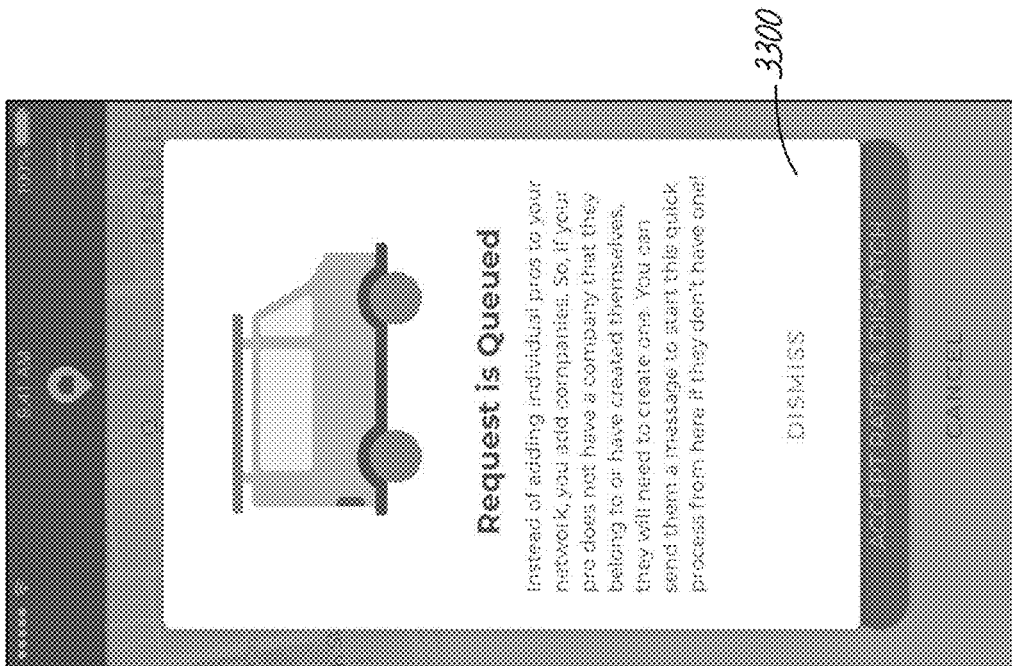 3300
Request is Queued
Instead of adding individual pros to your
network, you add companies. So, if your
pro does not have a company that they
belong to or have created themselves,
they will need to create one. You can
send them a message to start this quick
process from here if they don't have one!
DISMISS